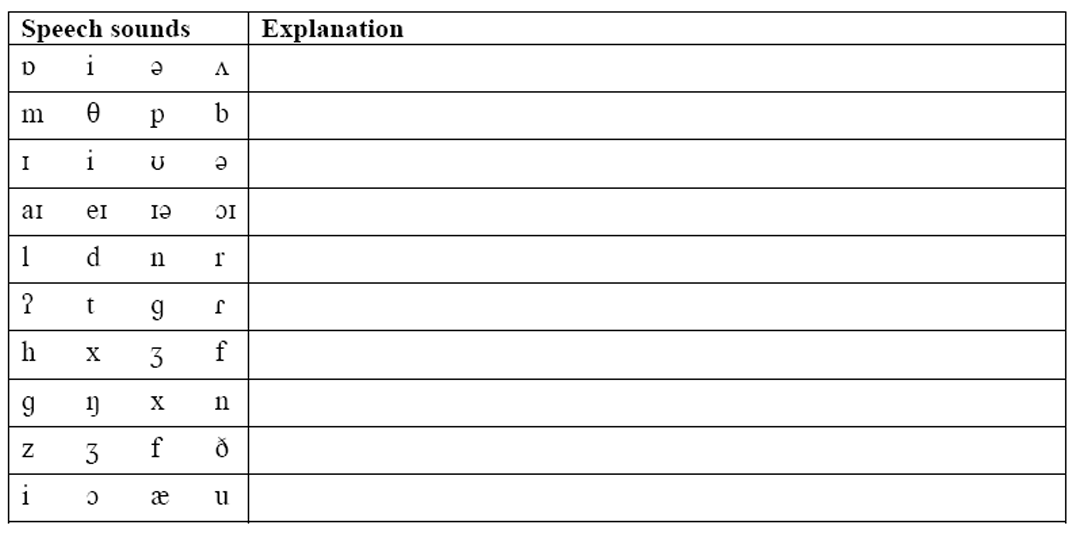 Speech sounds Explanation
ɒ i ə ʌ
m θ p b
ɪ i ʊ ə
aɪ eɪ ɪə ɔɪ
l d n r
ʔ t g ɾ
h x ʒ f
g ŋ x n
z ʒ f ð
i ɔ æ u